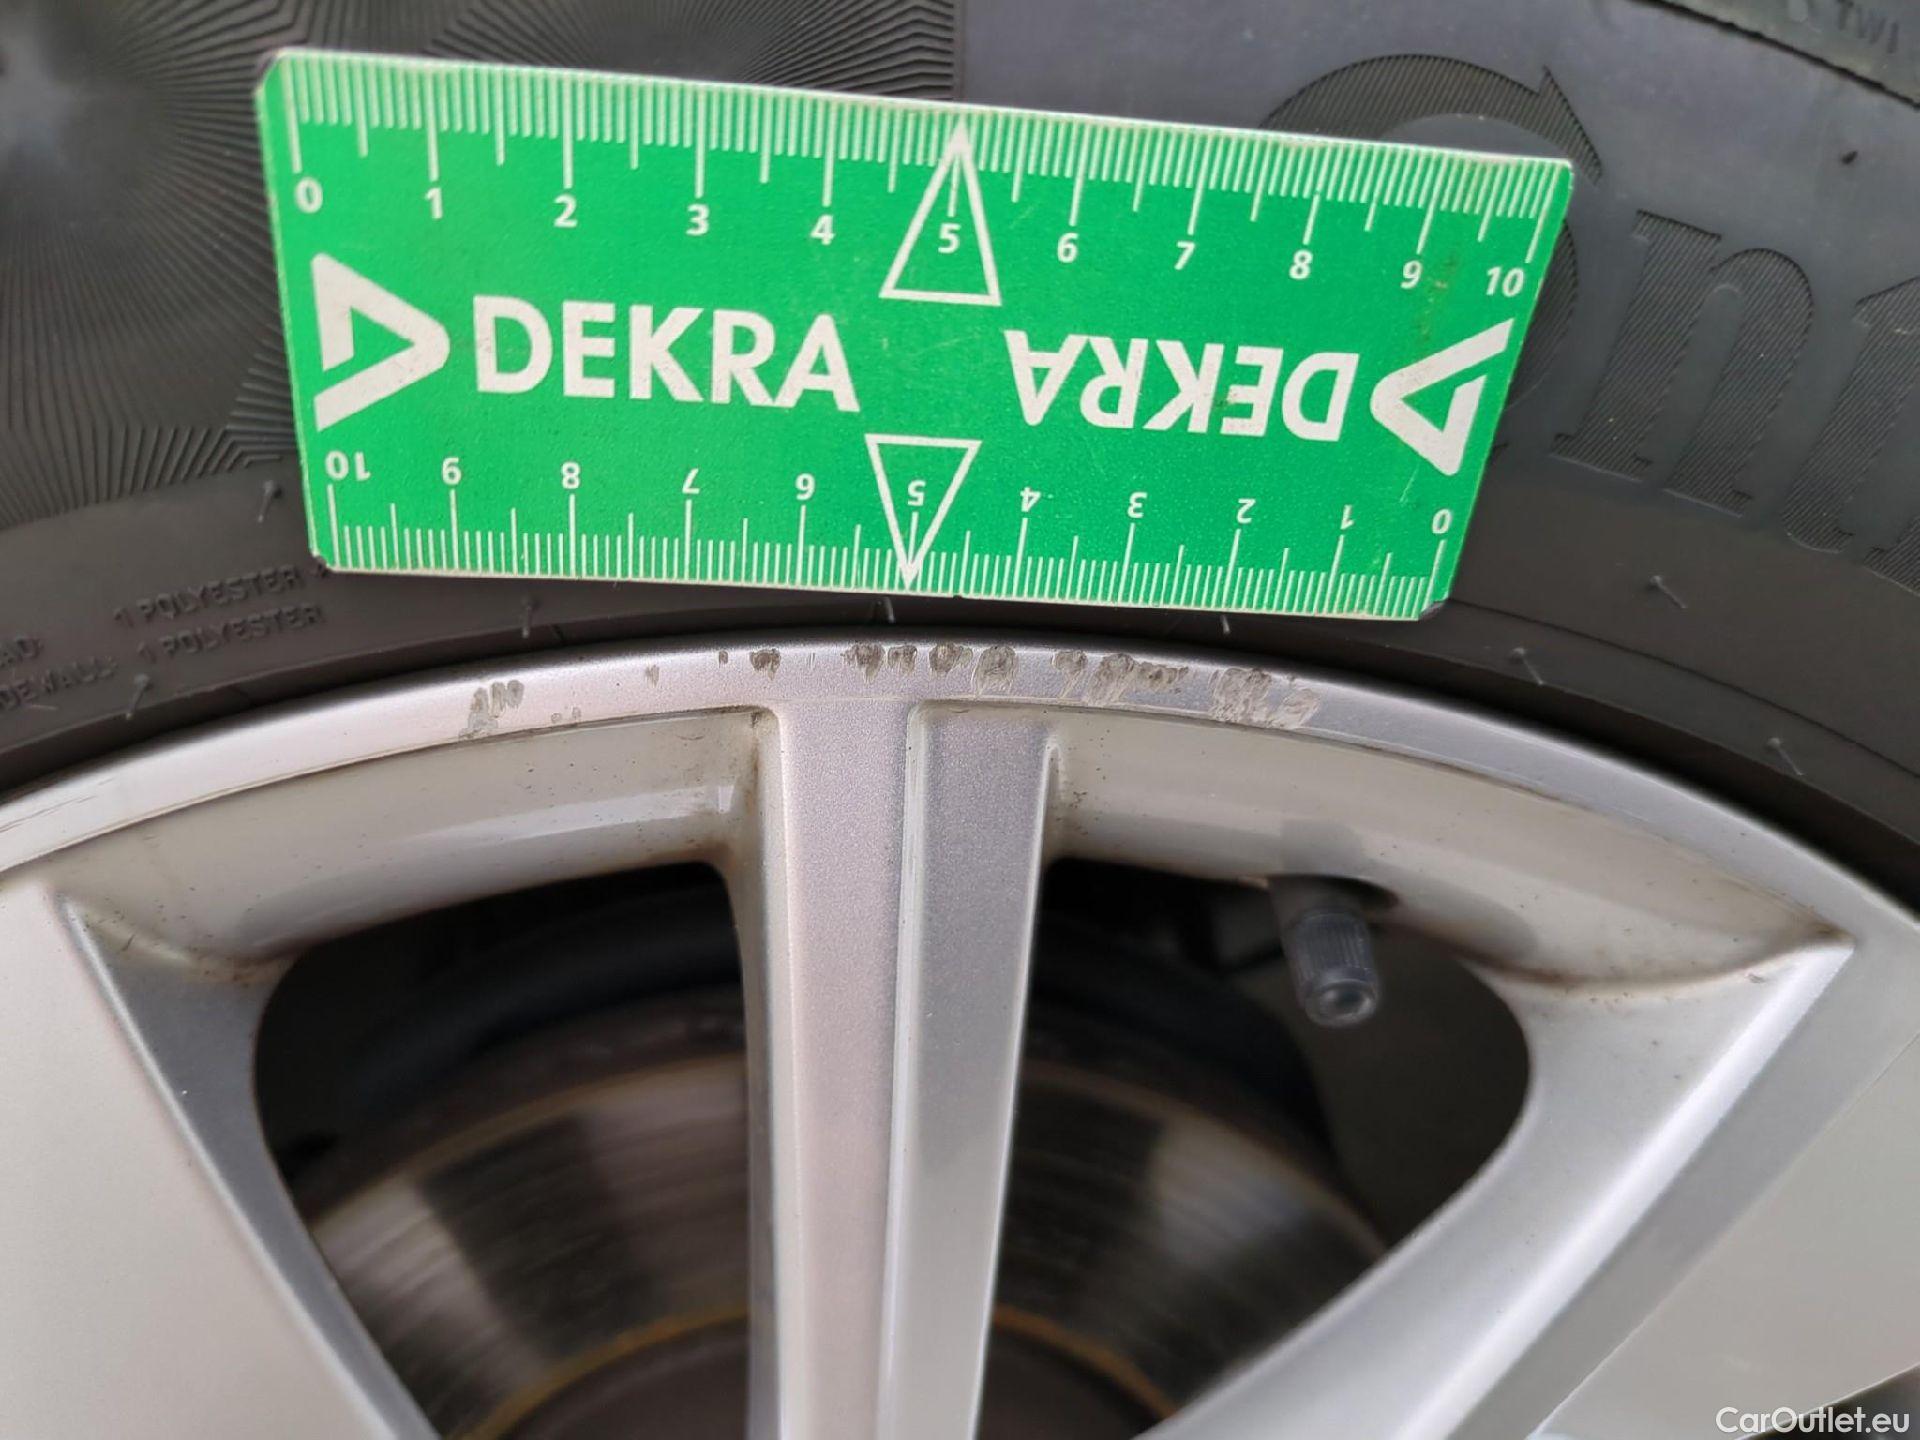 TWI
0 1 2 3 4 5 6 7 8 9 10
DEKRA DEKRA
10 9 8 7 6 5 4 3 2 1 0
1 POLYESTER
1 POLYESTER
CarOutlet.eu